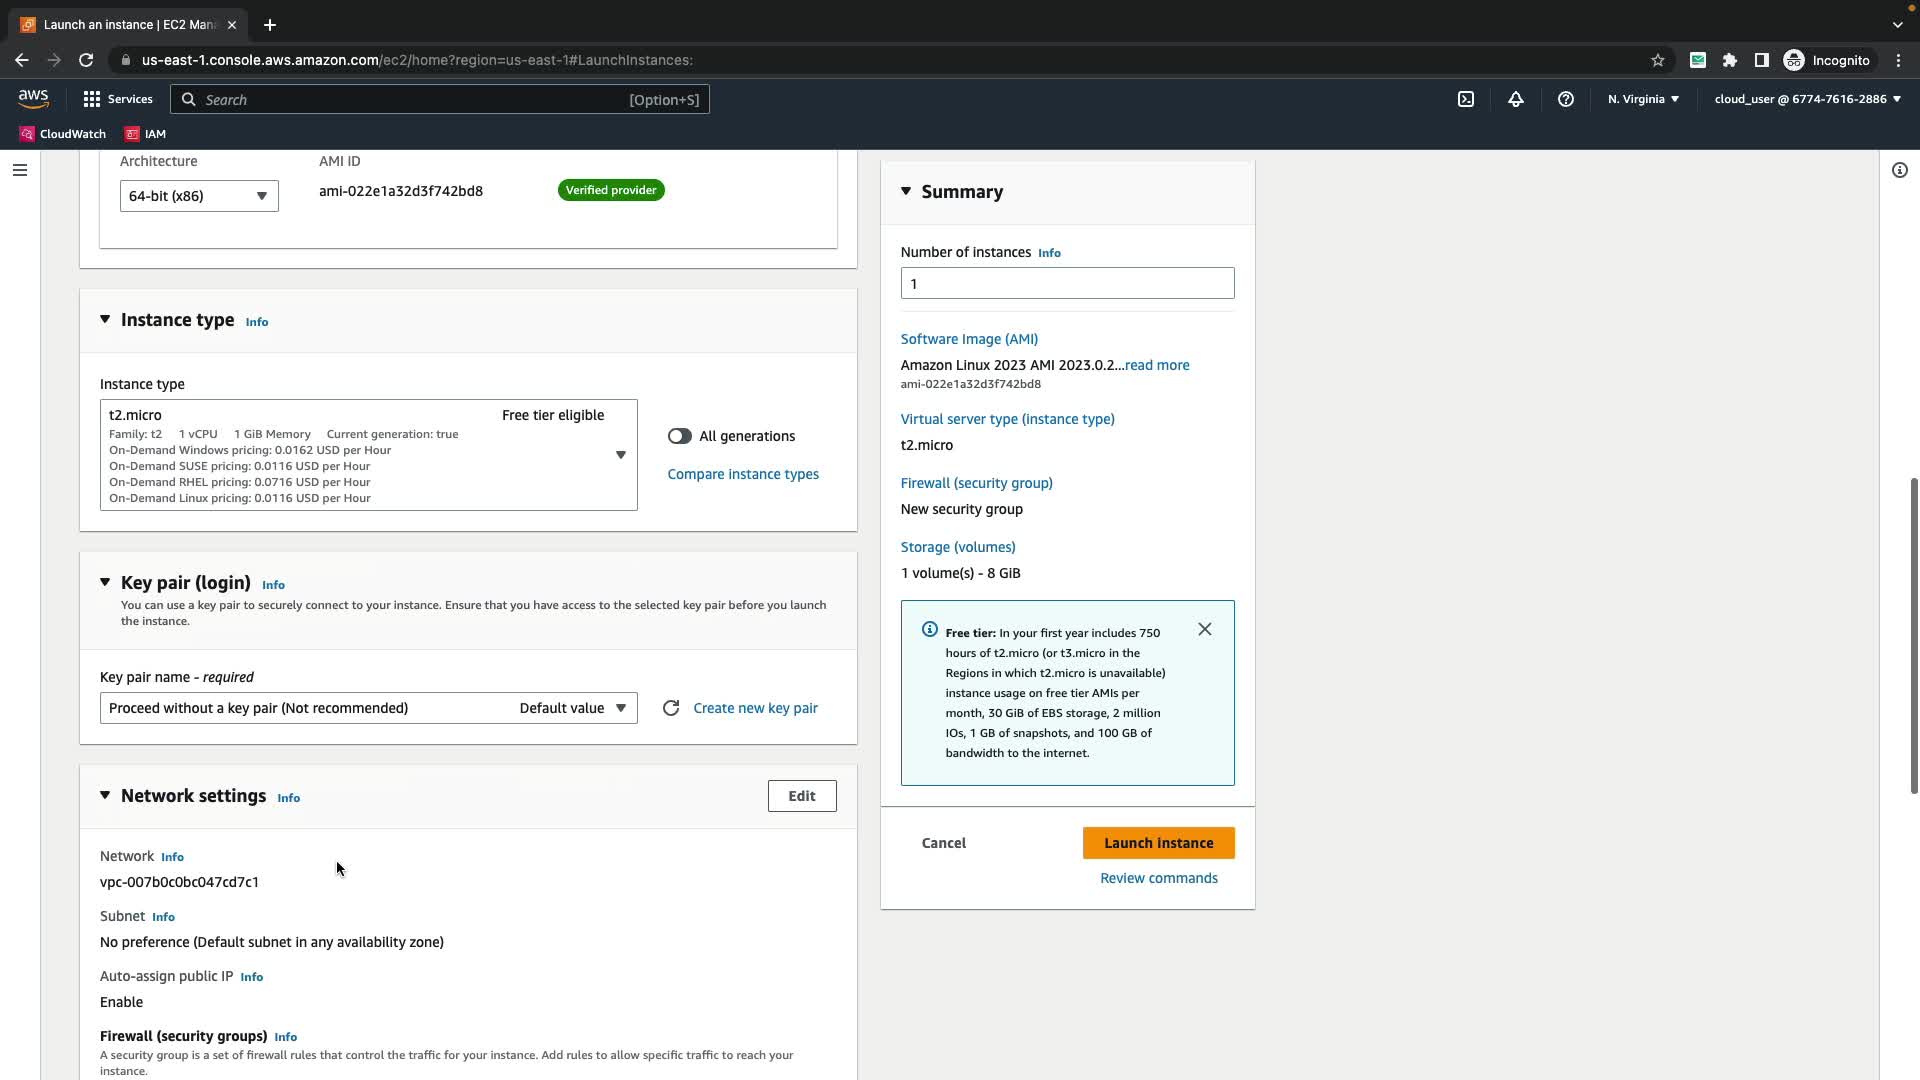 Launch an instance | EC2 Man
us-east-1.console.aws.amazon.com/ec2/home?region=us-east-1#LaunchInstances:
Incognito
aws
Services
Search
[Option+S]
N. Virginia
cloud_user @ 6774-7616-2886
CloudWatch
IAM
Architecture
AMI ID
64-bit (x86)
ami-022e1a32d3f742bd8
Verified provider
Instance type Info
Instance type
t2.micro
Free tier eligible
Family: t2 1 vCPU 1 GiB Memory Current generation: true
On-Demand Windows pricing: 0.0162 USD per Hour
On-Demand SUSE pricing: 0.0116 USD per Hour
On-Demand RHEL pricing: 0.0716 USD per Hour
On-Demand Linux pricing: 0.0116 USD per Hour
All generations
Compare instance types
Key pair (login) Info
You can use a key pair to securely connect to your instance. Ensure that you have access to the selected key pair before you launch
the instance.
Key pair name - required
Proceed without a key pair (Not recommended)
Default value
Create new key pair
Network settings Info
Edit
Network Info
vpc-007b0c0bc047cd7c1
Subnet Info
No preference (Default subnet in any availability zone)
Auto-assign public IP Info
Enable
Firewall (security groups) Info
A security group is a set of firewall rules that control the traffic for your instance. Add rules to allow specific traffic to reach your
instance.
Summary
Number of instances Info
1
Software Image (AMI)
Amazon Linux 2023 AMI 2023.0.2...read more
ami-022e1a32d3f742bd8
Virtual server type (instance type)
t2.micro
Firewall (security group)
New security group
Storage (volumes)
1 volume(s) - 8 GiB
Free tier: In your first year includes 750
hours of t2.micro (or t3.micro in the
Regions in which t2.micro is unavailable)
instance usage on free tier AMIs per
month, 30 GiB of EBS storage, 2 million
IOs, 1 GB of snapshots, and 100 GB of
bandwidth to the internet.
Cancel
Launch instance
Review commands